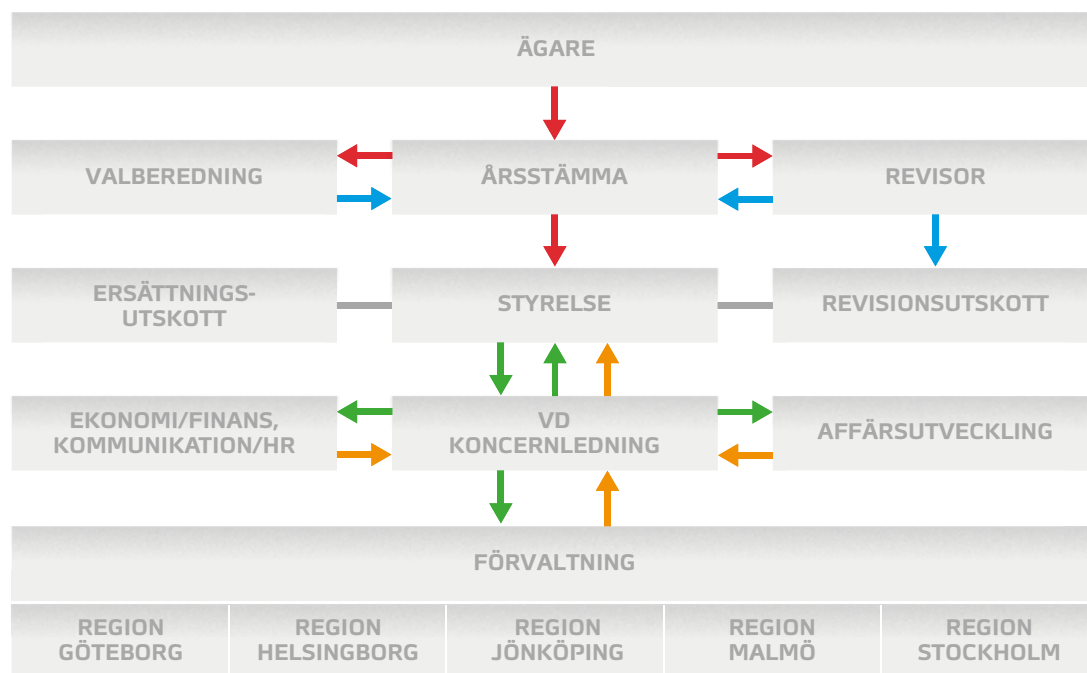 ÄGARE
VALBEREDNING
ÅRSSTÄMMA
REVISOR
ERSÄTTNINGS-
UTSKOTT
STYRELSE
REVISIONSUTSKOTT
EKONOMI/FINANS,
KOMMUNIKATION/HR
VD
KONCERNLEDNING
AFFÄRSUTVECKLING
FÖRVALTNING
REGION
GÖTEBORG
REGION
HELSINGBORG
REGION
JÖNKÖPING
REGION
MALMÖ
REGION
STOCKHOLM